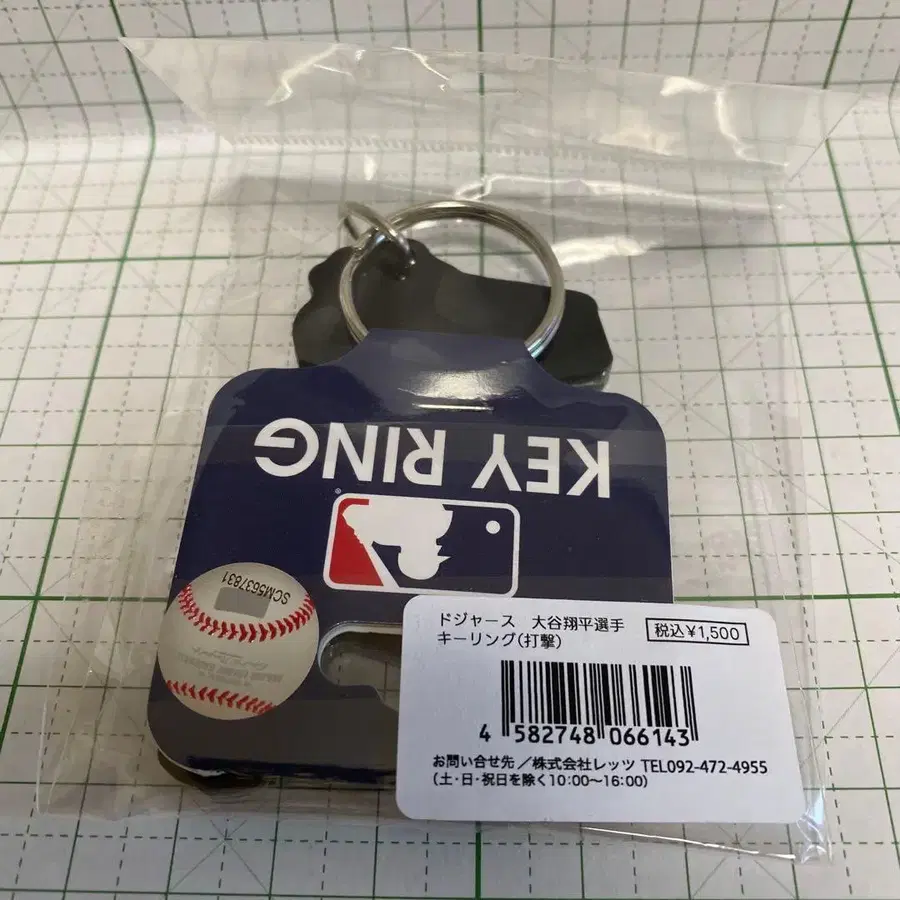 KEY RING
®
SCM5637831
ドジャース 大谷翔平選手
キーリング(打撃)
税込¥1,500
4 582748 066143
お問い合せ先/株式会社レッツ TEL092-472-4955
(土・日・祝日を除く10:00~16:00)